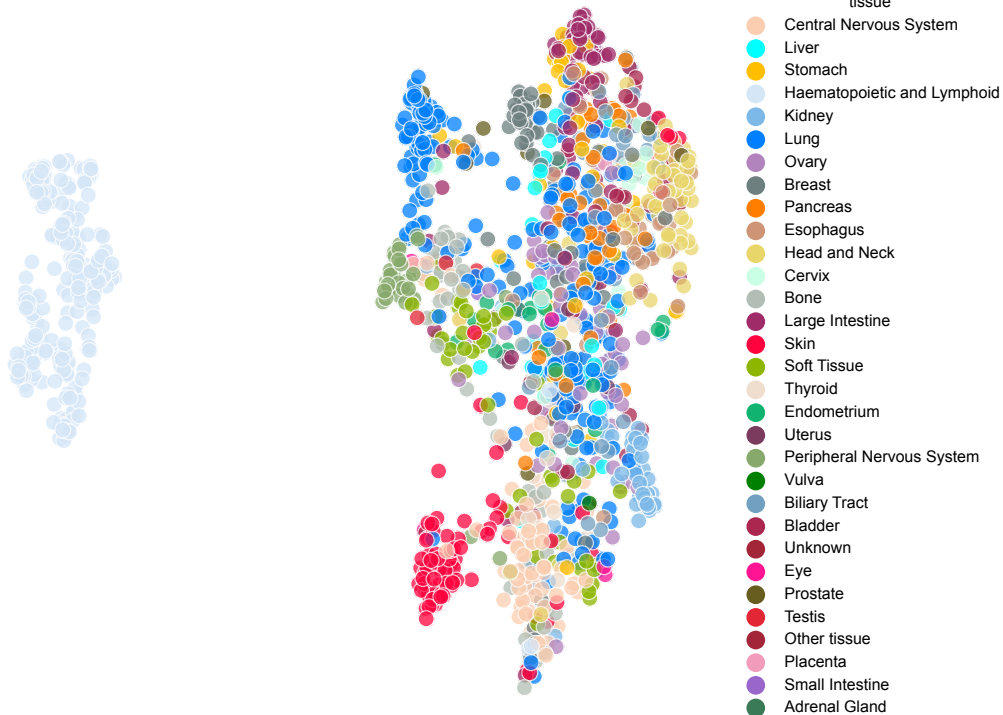 tissue
Central Nervous System
Liver
Stomach
Haematopoietic and Lymphoid
Kidney
Lung
Ovary
Breast
Pancreas
Esophagus
Head and Neck
Cervix
Bone
Large Intestine
Skin
Soft Tissue
Thyroid
Endometrium
Uterus
Peripheral Nervous System
Vulva
Biliary Tract
Bladder
Unknown
Eye
Prostate
Testis
Other tissue
Placenta
Small Intestine
Adrenal Gland